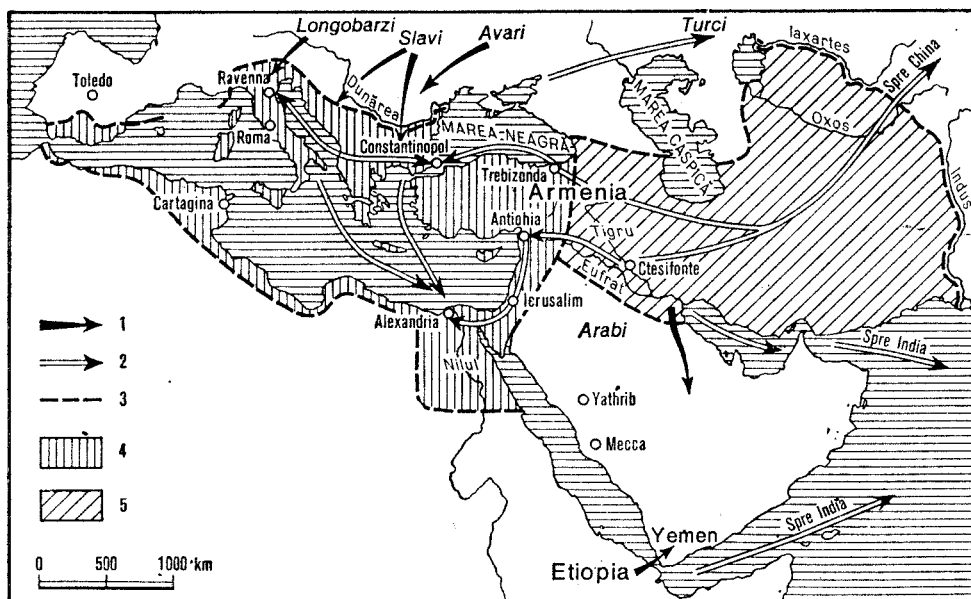 Longobarzi
Slavi
Avari
Turci
Iaxartes
Spre China
Toledo
Ravenna
Dunărea
MAREA CASPICĂ
Oxos
Roma
MAREA-NEAGRĂ
Constantinopol
Trebizonda
Indus
Armenia
Cartagina
Antiohia
Tigru
Ctesifonte
Eufrat
Ierusalim
Alexandria
Arabi
Spre India
Nilul
Yathrib
Mecca
Spre India
Yemen
Etiopia
1
2
3
4
5
0 500 1000 km